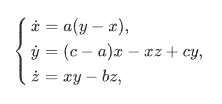 ẋ = a(y − x),
ẏ = (c − a)x − xz + cy,
ż = xy − bz,